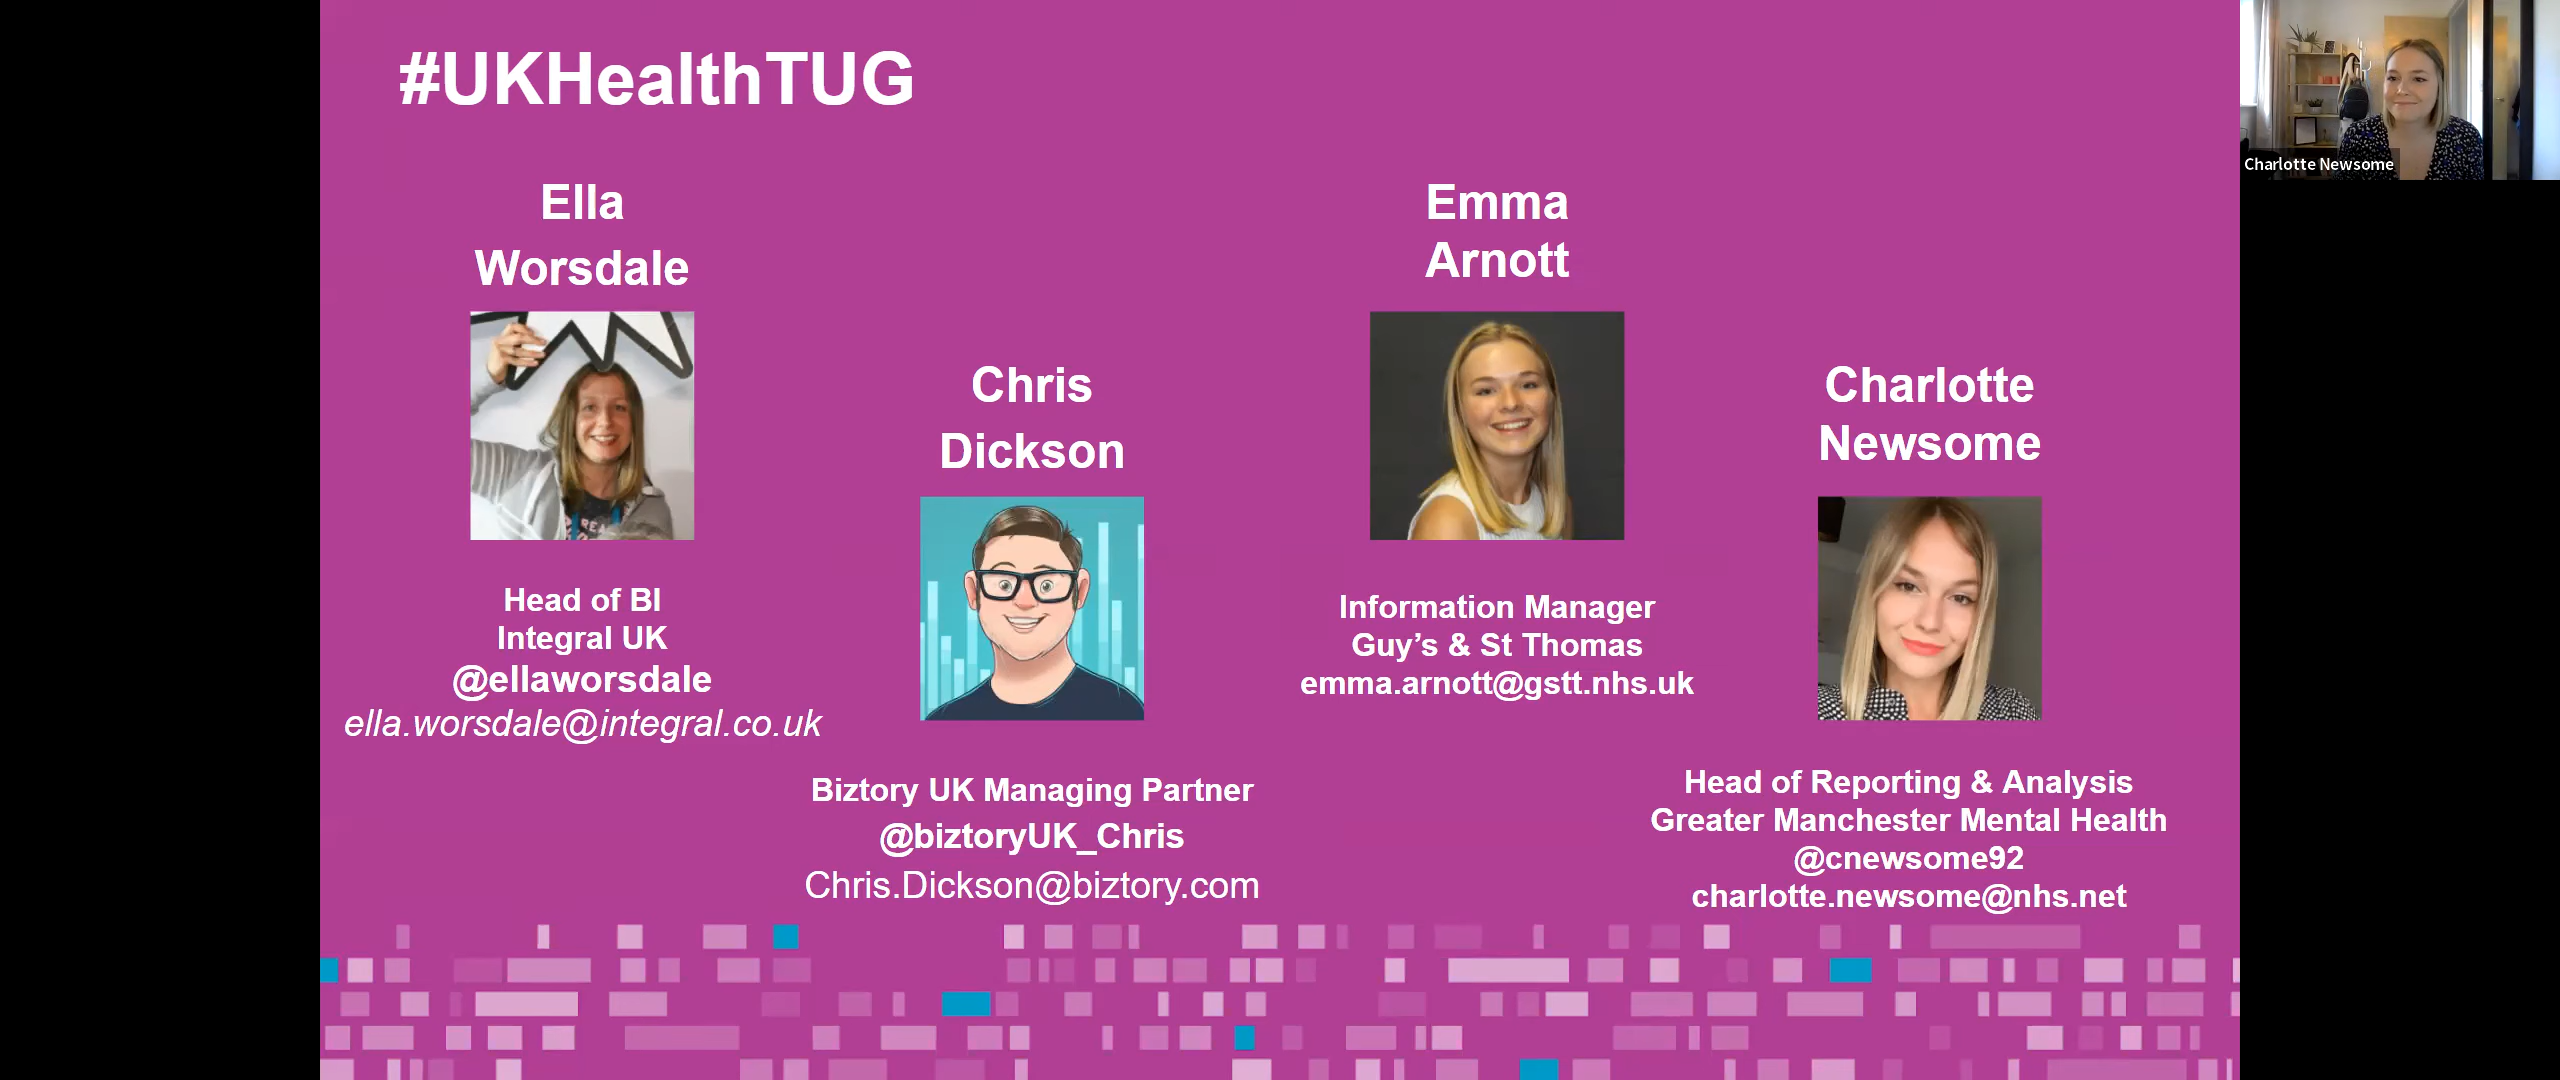 #UKHealthTUG
Ella
Worsdale
Head of BI
Integral UK
@ellaworsdale
ella.worsdale@integral.co.uk
Chris
Dickson
Biztory UK Managing Partner
@biztoryUK_Chris
Chris.Dickson@biztory.com
Emma
Arnott
Information Manager
Guy’s & St Thomas
emma.arnott@gstt.nhs.uk
Charlotte
Newsome
Head of Reporting & Analysis
Greater Manchester Mental Health
@cnewsome92
charlotte.newsome@nhs.net
Charlotte Newsome